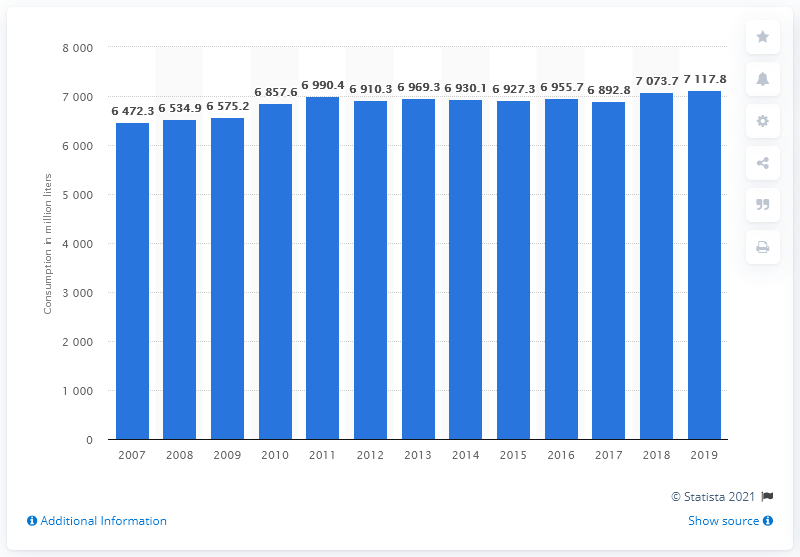 8 000
7 000
6 000
5 000
4 000
3 000
2 000
1 000
0
Consumption in million liters
6 472.3 6 534.9 6 575.2 6 857.6 6 990.4 6 910.3 6 969.3 6 930.1 6 927.3 6 955.7 6 892.8 7 073.7 7 117.8
2007 2008 2009 2010 2011 2012 2013 2014 2015 2016 2017 2018 2019
© Statista 2021
Additional Information
Show source